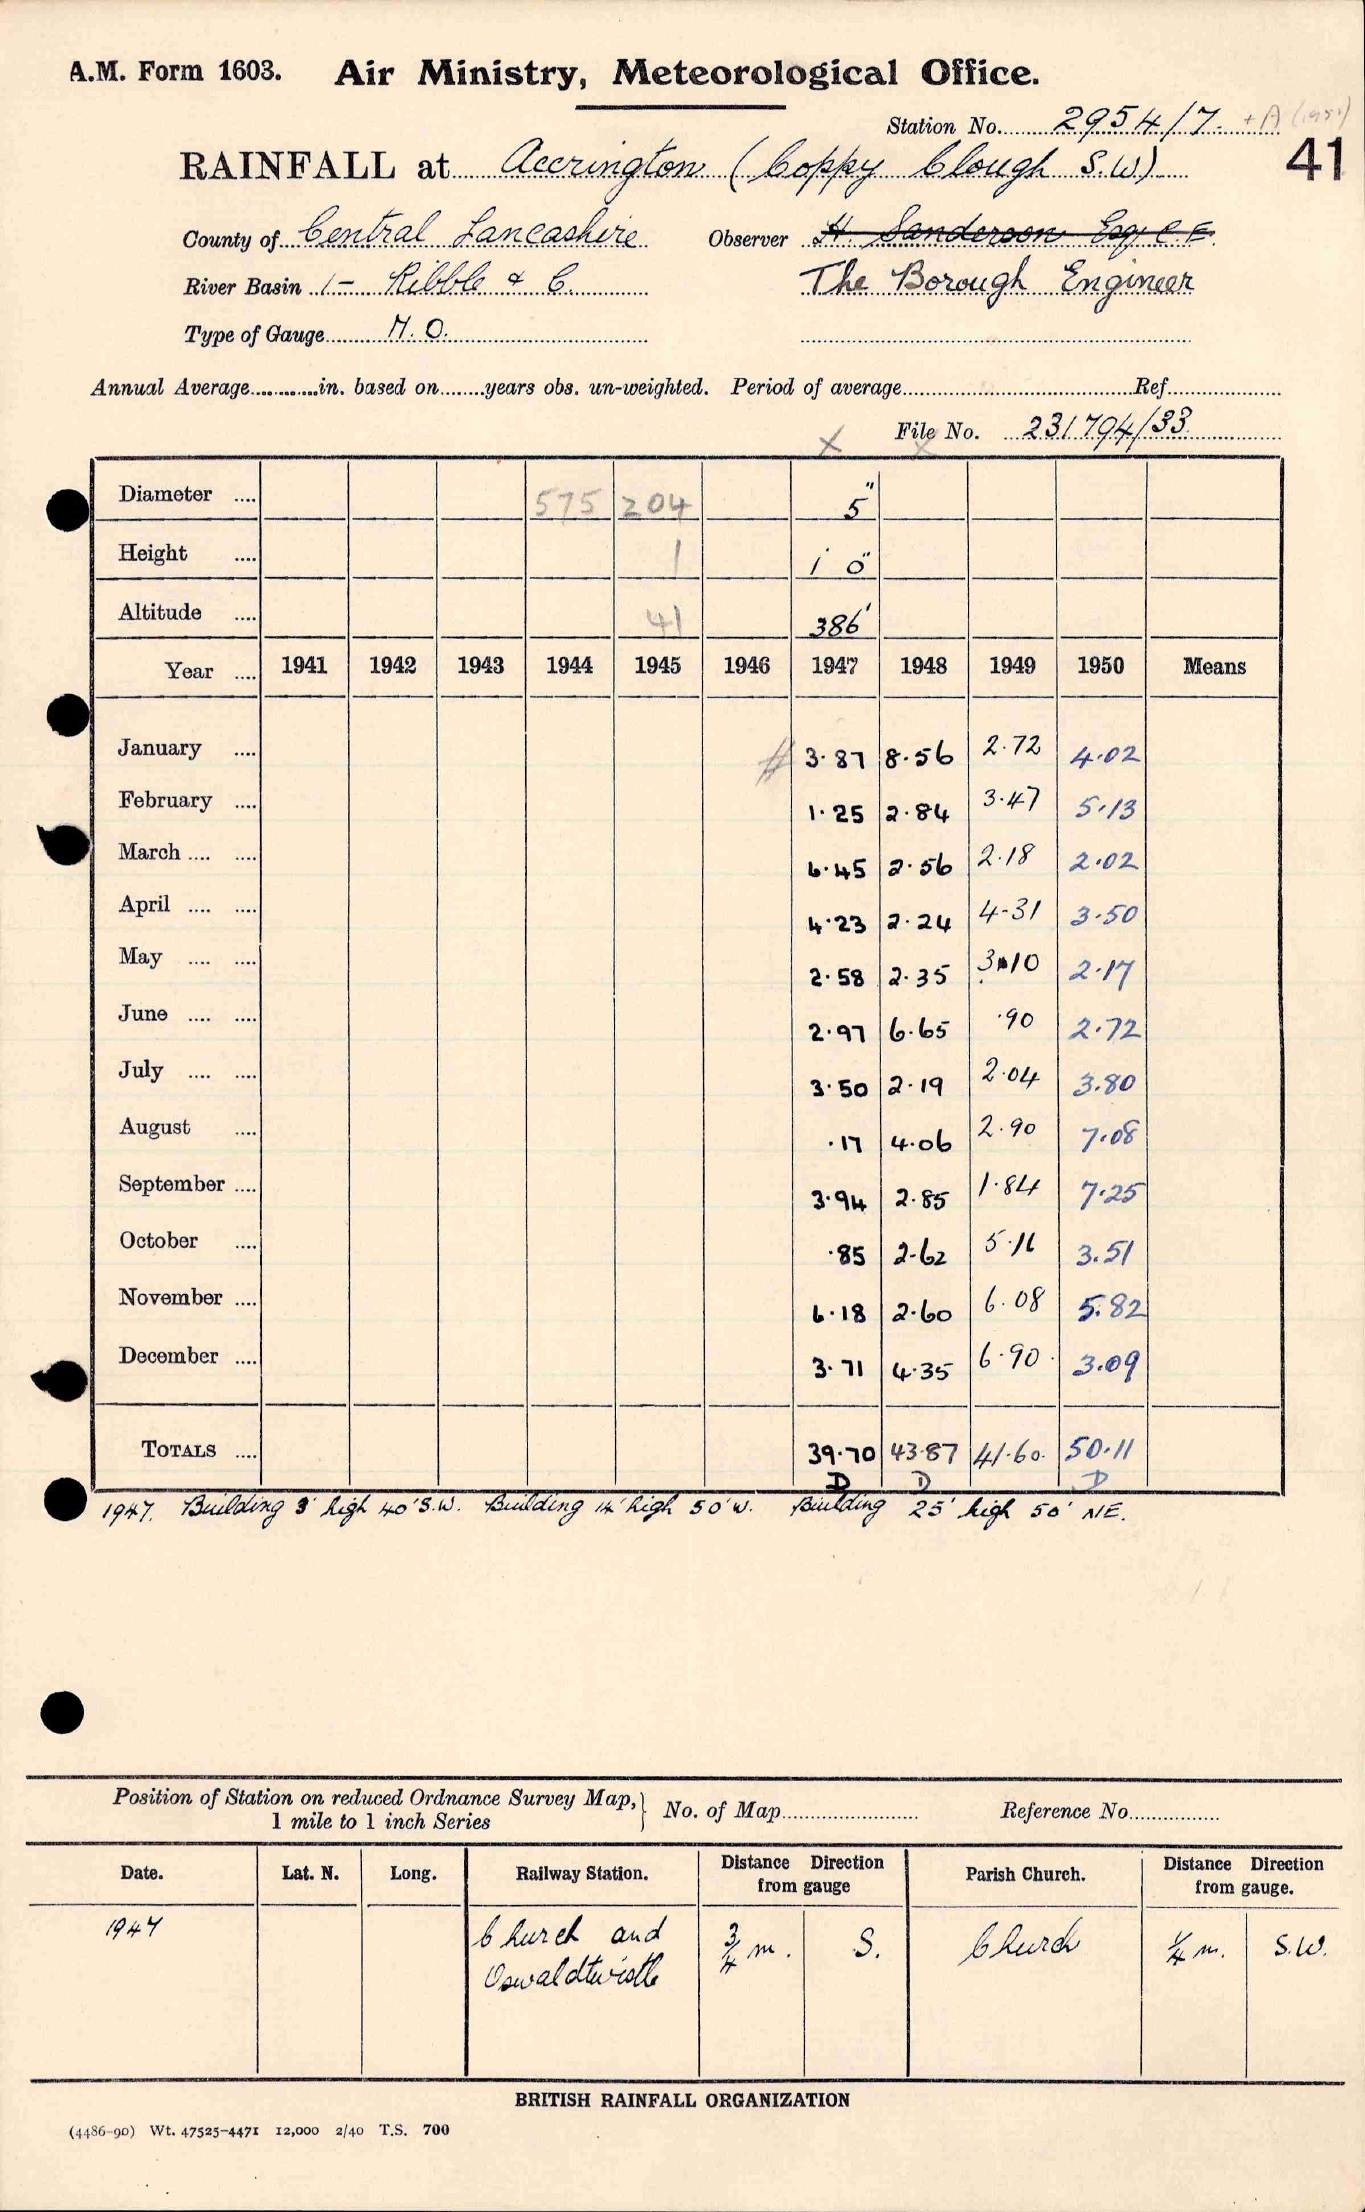 A.M. Form 1603. Air Ministry, Meteorological Office.
Station No. 2954/7. + A (1951)
41
RAINFALL at Accrington (Coppy Clough S.W)
County of Central Lancashire Observer H. Sanderson Esq. C.E.
River Basin 1- Ribble & C. The Borough Engineer
Type of Gauge M.O.
Annual Average............in. based on.......years obs. un-weighted. Period of average.......... Ref..........
File No. 231794/33
X X
Diameter .... 575 204 5"
Height .... 1 1' 0"
Altitude .... 41 386'
Year .... 1941 1942 1943 1944 1945 1946 1947 1948 1949 1950 Means
January .... # 3.87 8.56 2.72 4.02
February .... 1.25 2.84 3.47 5.13
March .... .... 6.45 2.56 2.18 2.02
April .... .... 4.23 2.24 4.31 3.50
May .... .... 2.58 2.35 3.10 2.17
June .... .... 2.97 6.65 .90 2.72
July .... .... 3.50 2.19 2.04 3.80
August .... .17 4.06 2.90 7.08
September .... 3.94 2.85 1.84 7.25
October .... .85 2.62 5.16 3.51
November .... 6.18 2.60 6.08 5.82
December .... 3.71 4.35 6.90 3.09
TOTALS .... 39.70 43.87 41.60 50.11
D D D
1947. Building 3' high 40' S.W. Building 14' high 50' W. Building 25' high 50' NE.
Position of Station on reduced Ordnance Survey Map, 1 mile to 1 inch Series } No. of Map.......... Reference No..........
Date. Lat. N. Long. Railway Station. Distance Direction from gauge Parish Church. Distance Direction from gauge.
1947 Church and Oswaldtwistle 3/4 m. S. Church 1/4 m. S.W.
BRITISH RAINFALL ORGANIZATION
(4486-90) Wt. 47525-4471 12,000 2/40 T.S. 700